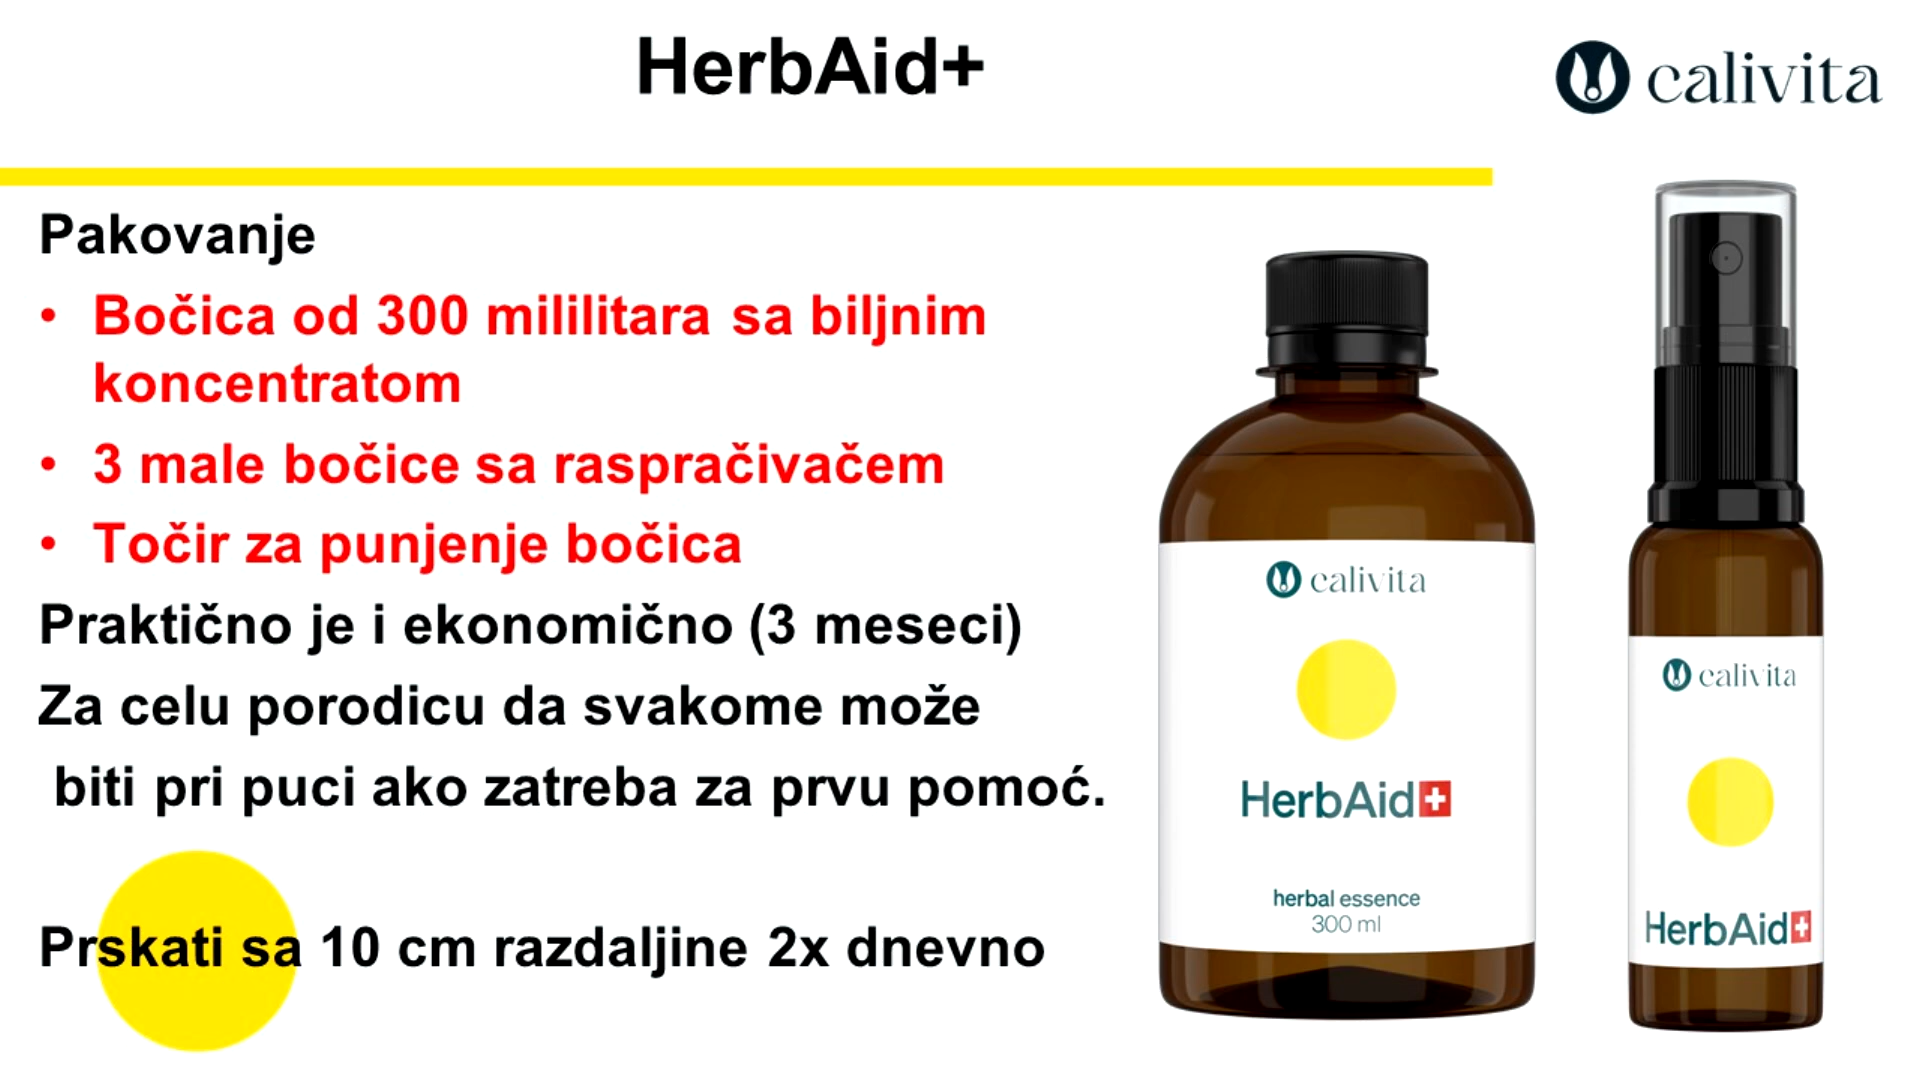 HerbAid+
calivita
Pakovanje
• Bočica od 300 mililitara sa biljnim
koncentratom
• 3 male bočice sa raspračivačem
• Točir za punjenje bočica
Praktično je i ekonomično (3 meseci)
Za celu porodicu da svakome može
biti pri puci ako zatreba za prvu pomoć.
Prskati sa 10 cm razdaljine 2x dnevno
calivita
HerbAid+
herbal essence
300 ml
calivita
HerbAid+